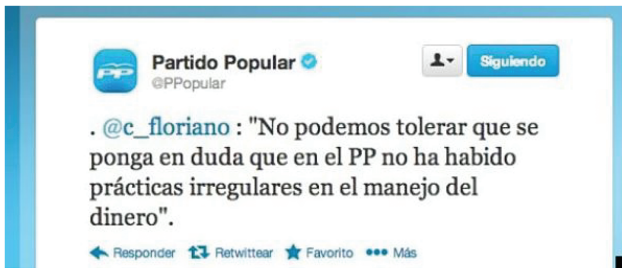 PP
Partido Popular
@PPopular
Siguiendo
. @c_floriano : "No podemos tolerar que se
ponga en duda que en el PP no ha habido
prácticas irregulares en el manejo del
dinero".
Responder Retwittear Favorito Más